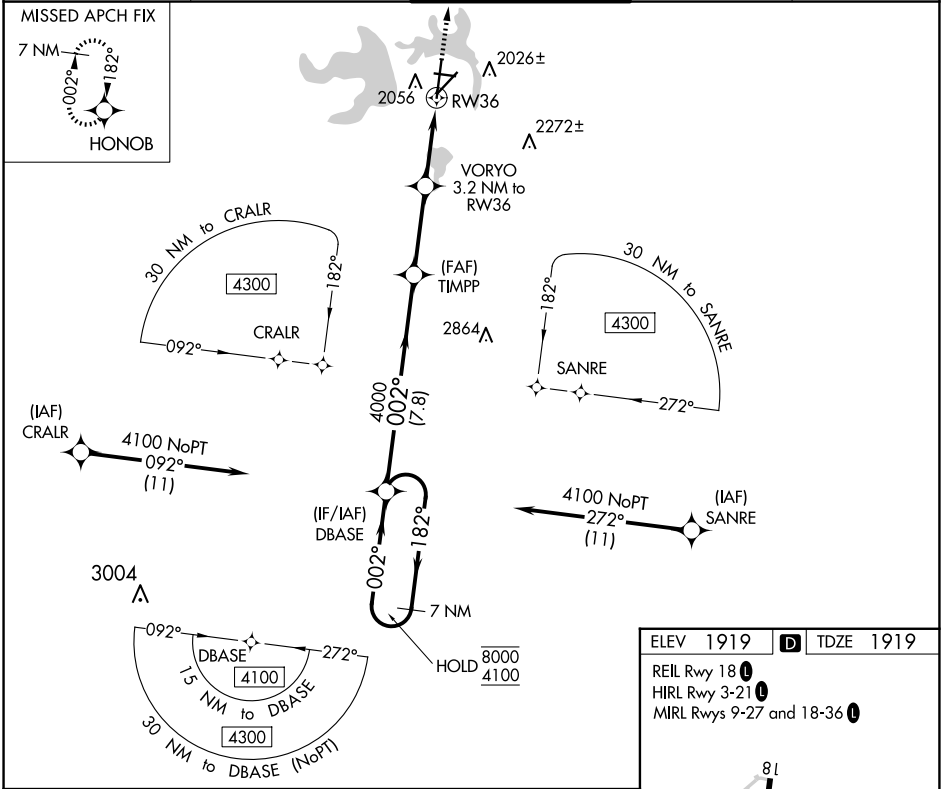 MISSED APCH FIX
7 NM
002°
182°
HONOB
2056
2026±
RW36
2272±
VORYO
3.2 NM to
RW36
30 NM to CRALR
4300
182°
CRALR
092°
(FAF)
TIMPP
2864
30 NM to SANRE
182°
4300
SANRE
272°
4000
002°
(7.8)
(IAF)
CRALR
4100 NoPT
092°
(11)
(IF/IAF)
DBASE
002°
182°
7 NM
HOLD 8000
4100
4100 NoPT
272°
(11)
(IAF)
SANRE
3004
092°
DBASE
272°
4100
15 NM to DBASE
4300
30 NM to DBASE (NoPT)
ELEV 1919 D TDZE 1919
REIL Rwy 18 L
HIRL Rwy 3-21 L
MIRL Rwys 9-27 and 18-36 L
18